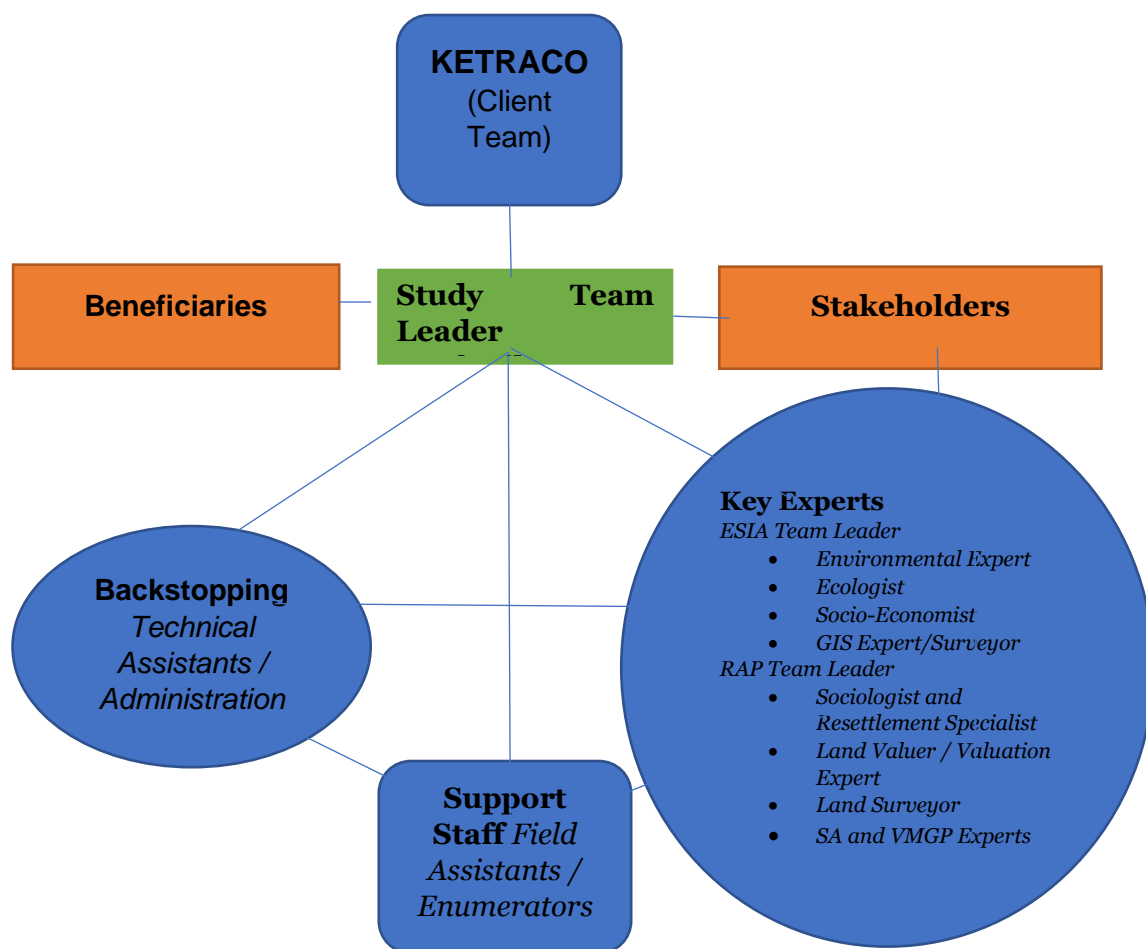 KETRACO
(Client
Team)
Beneficiaries
Study Team
Leader
Stakeholders
Key Experts
ESIA Team Leader
• Environmental Expert
• Ecologist
• Socio-Economist
• GIS Expert/Surveyor
RAP Team Leader
• Sociologist and
Resettlement Specialist
• Land Valuer / Valuation
Expert
• Land Surveyor
• SA and VMGP Experts
Backstopping
Technical
Assistants /
Administration
Support
Staff Field
Assistants /
Enumerators